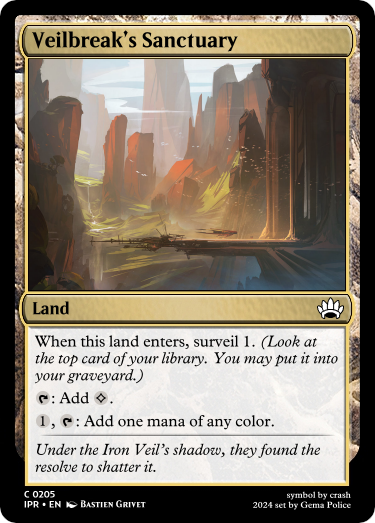 Veilbreak's Sanctuary
Land
When this land enters, surveil 1. (Look at
the top card of your library. You may put it into
your graveyard.)
: Add .
1, : Add one mana of any color.
Under the Iron Veil's shadow, they found the
resolve to shatter it.
C 0205
IPR • EN Bastien Grivet
symbol by crash
2024 set by Gema Police